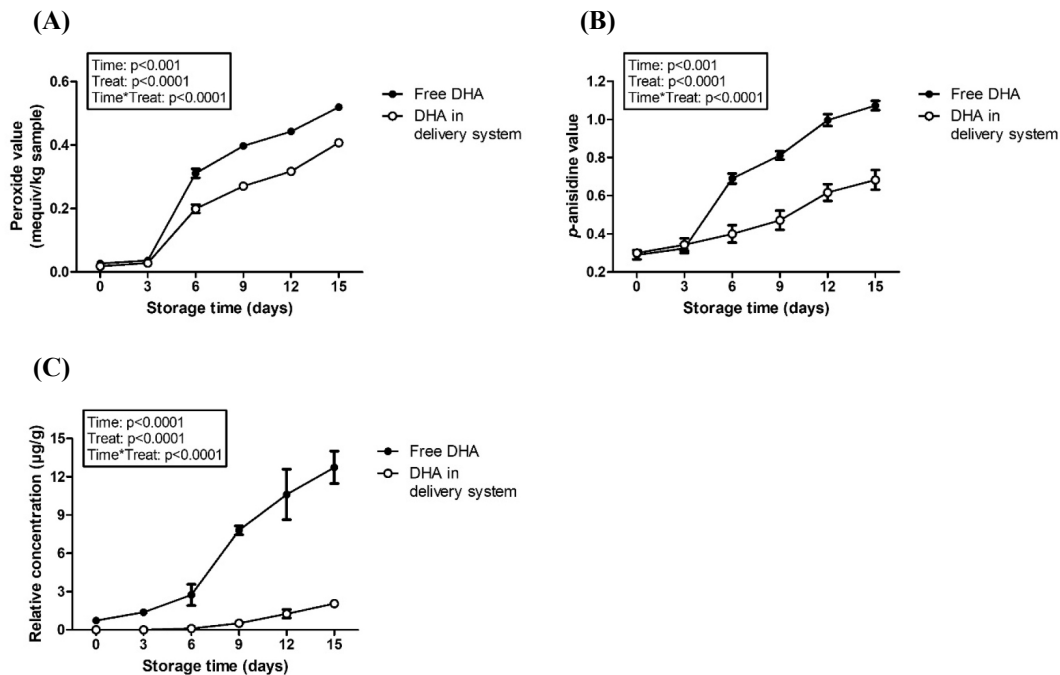 (A)
Time: p<0.001
Treat: p<0.0001
Time*Treat: p<0.0001
Peroxide value
(mequiv/kg sample)
0.6
0.4
0.2
0.0
0 3 6 9 12 15
Storage time (days)
Free DHA
DHA in
delivery system
(B)
Time: p<0.001
Treat: p<0.0001
Time*Treat: p<0.0001
p-anisidine value
1.2
1.0
0.8
0.6
0.4
0.2
0 3 6 9 12 15
Storage time (days)
Free DHA
DHA in
delivery system
(C)
Time: p<0.0001
Treat: p<0.0001
Time*Treat: p<0.0001
Relative concentration (µg/g)
15
12
9
6
3
0
0 3 6 9 12 15
Storage time (days)
Free DHA
DHA in
delivery system